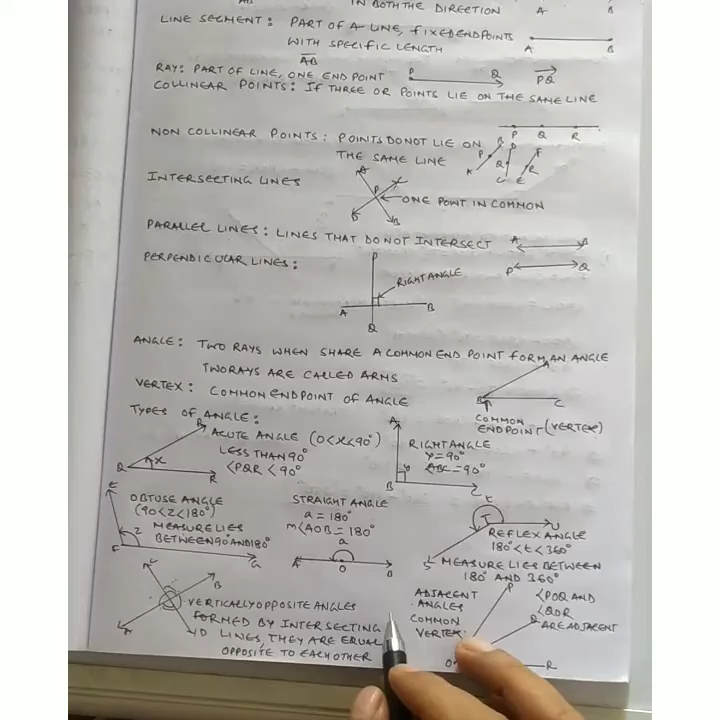 IN BOTH THE DIRECTION A B
LINE SEGMENT: PART OF A LINE, FIXED ENDPOINTS
WITH SPECIFIC LENGTH A B
AB
RAY: PART OF LINE, ONE END POINT P Q PQ
COLLINEAR POINTS: IF THREE OR POINTS LIE ON THE SAME LINE
P Q R
NON COLLINEAR POINTS: POINTS DO NOT LIE ON
THE SAME LINE
INTERSECTING LINES
P ONE POINT IN COMMON
PARALLEL LINES: LINES THAT DO NOT INTERSECT A B
P Q
PERPENDICULAR LINES:
P
RIGHT ANGLE
A B
Q
ANGLE: TWO RAYS WHEN SHARE A COMMON END POINT FORM AN ANGLE
TWO RAYS ARE CALLED ARMS A
VERTEX: COMMON ENDPOINT OF ANGLE
B C
COMMON
ENDPOINT (VERTEX)
TYPES OF ANGLE:
ACUTE ANGLE (0<X<90°)
LESS THAN 90°
<PQR < 90°
X
Q R
A
RIGHT ANGLE
Y=90°
ABC = 90°
B C
E
OBTUSE ANGLE
(90<Z<180°)
Z MEASURE LIES
BETWEEN 90° AND 180°
F G
STRAIGHT ANGLE
a = 180°
m<AOB = 180°
a
A O B
T U
REFLEX ANGLE
180°<t<360°
S MEASURE LIES BETWEEN
180° AND 360°
C B
VERTICALLY OPPOSITE ANGLES
FORMED BY INTERSECTING
A D LINES, THEY ARE EQUAL
OPPOSITE TO EACH OTHER
ADJACENT
ANGLES
COMMON
VERTEX
P
<POQ AND
<QOR
Q ARE ADJACENT
O R